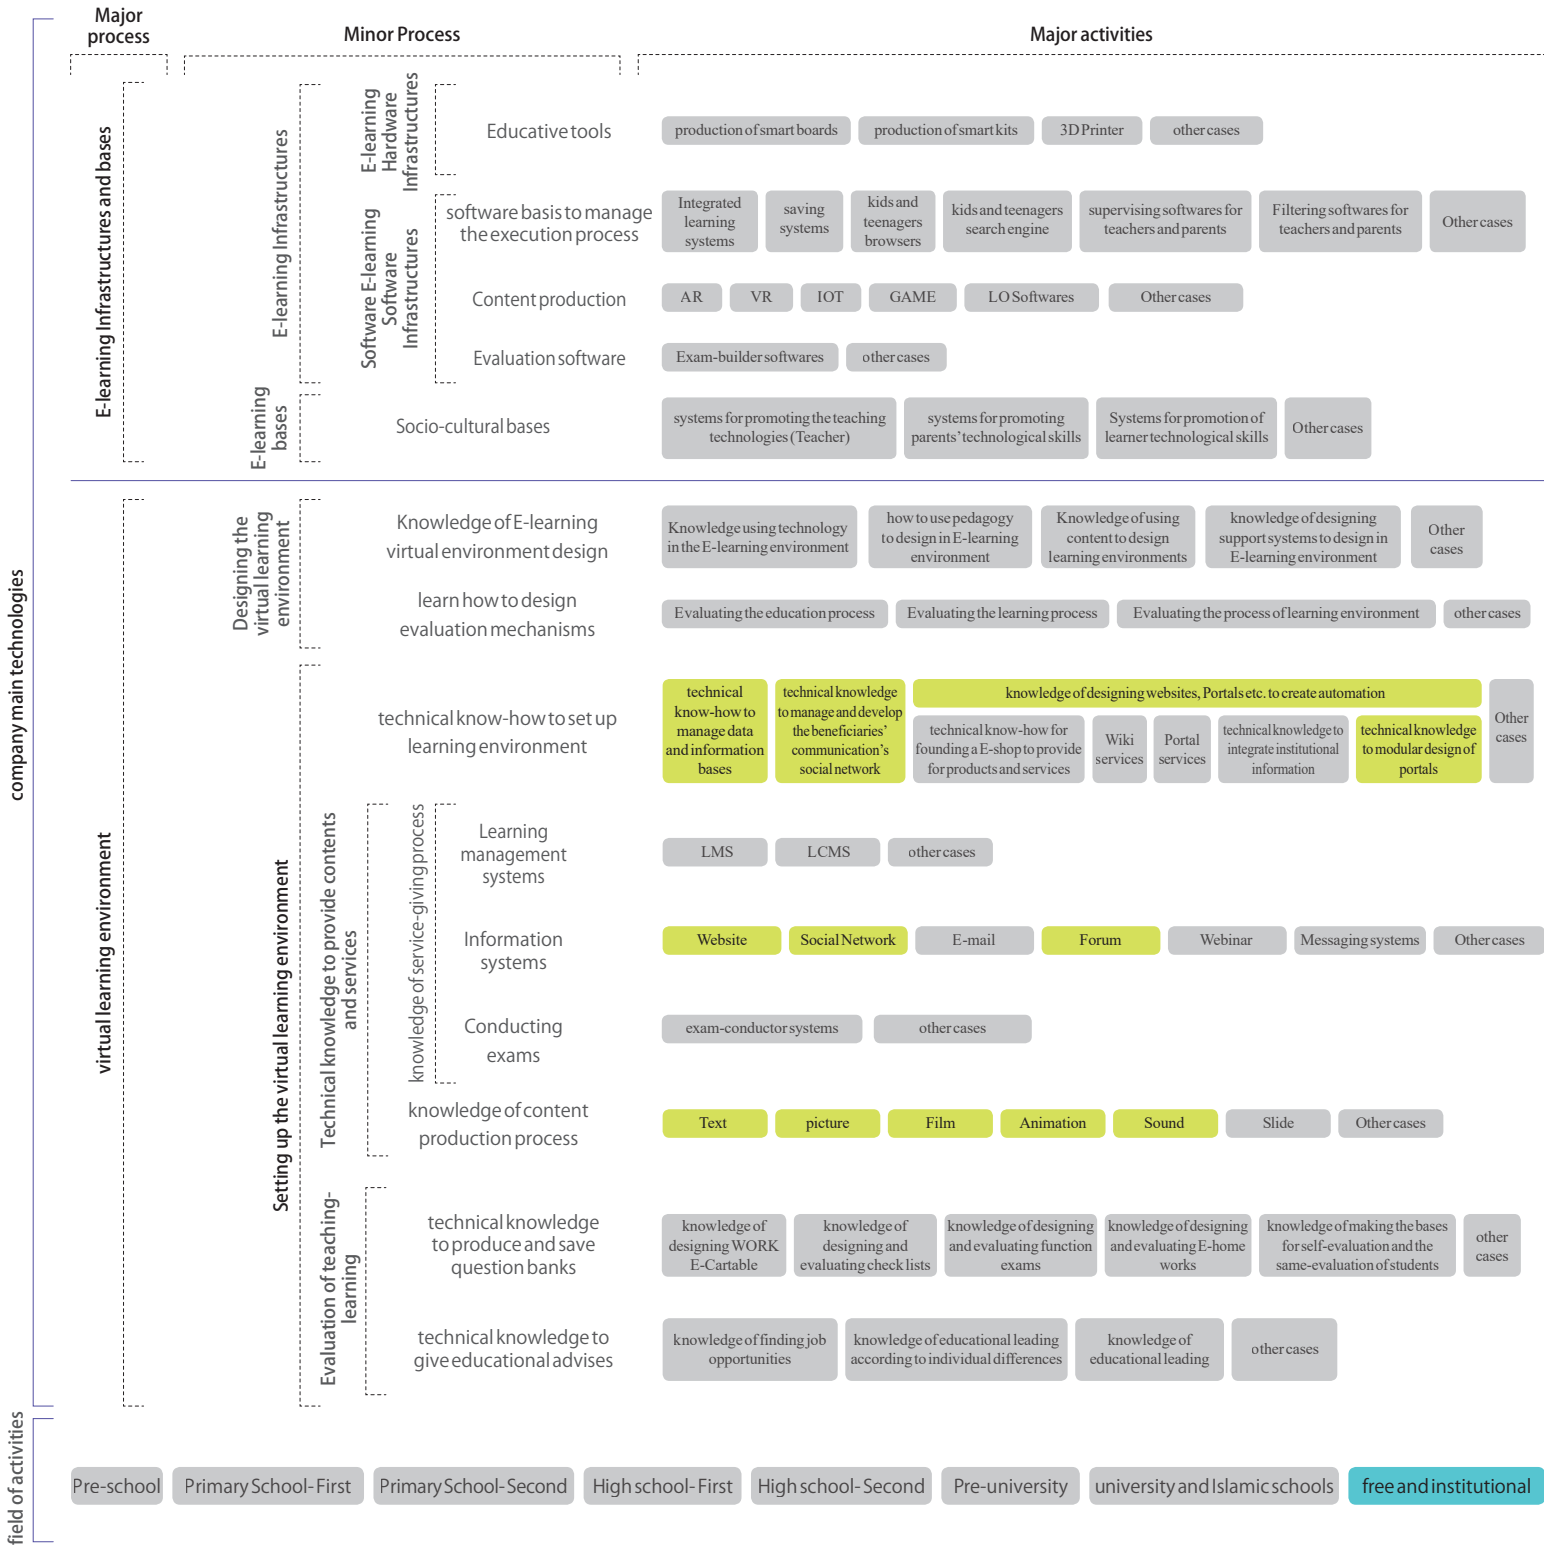 Major
process
Minor Process
Major activities
company main technologies
E-learning Infrastructures and bases
E-learning Infrastructures
E-learning
Hardware
Infrastructures
Educative tools
production of smart boards
production of smart kits
3D Printer
other cases
Software E-learning
Software
Infrastructures
software basis to manage
the execution process
Integrated
learning
systems
saving
systems
kids and
teenagers
browsers
kids and teenagers
search engine
supervising softwares for
teachers and parents
Filtering softwares for
teachers and parents
Other cases
Content production
AR
VR
IOT
GAME
LO Softwares
Other cases
Evaluation software
Exam-builder softwares
other cases
E-learning
bases
Socio-cultural bases
systems for promoting the teaching
technologies (Teacher)
systems for promoting
parents' technological skills
Systems for promotion of
learner technological skills
Other cases
virtual learning environment
Designing the
virtual learning
environment
Knowledge of E-learning
virtual environment design
Knowledge using technology
in the E-learning environment
how to use pedagogy
to design in E-learning
environment
Knowledge of using
content to design
learning environments
knowledge of designing
support systems to design in
E-learning environment
Other
cases
learn how to design
evaluation mechanisms
Evaluating the education process
Evaluating the learning process
Evaluating the process of learning environment
other cases
Setting up the virtual learning environment
technical know-how to set up
learning environment
technical
know-how to
manage data
and information
bases
technical knowledge
to manage and develop
the beneficiaries'
communication's
social network
knowledge of designing websites, Portals etc. to create automation
technical know-how for
founding a E-shop to provide
for products and services
Wiki
services
Portal
services
technical knowledge to
integrate institutional
information
technical knowledge
to modular design of
portals
Other
cases
Technical knowledge to provide contents
and services
knowledge of service-giving process
Learning
management
systems
LMS
LCMS
other cases
Information
systems
Website
Social Network
E-mail
Forum
Webinar
Messaging systems
Other cases
Conducting
exams
exam-conductor systems
other cases
knowledge of content
production process
Text
picture
Film
Animation
Sound
Slide
Other cases
Evaluation of teaching-
learning
technical knowledge
to produce and save
question banks
knowledge of
designing WORK
E-Cartable
knowledge of
designing and
evaluating check lists
knowledge of designing
and evaluating function
exams
knowledge of designing
and evaluating E-home
works
knowledge of making the bases
for self-evaluation and the
same-evaluation of students
other
cases
technical knowledge to
give educational advises
knowledge of finding job
opportunities
knowledge of educational leading
according to individual differences
knowledge of
educational leading
other cases
field of activities
Pre-school
Primary School- First
Primary School- Second
High school- First
High school- Second
Pre-university
university and Islamic schools
free and institutional